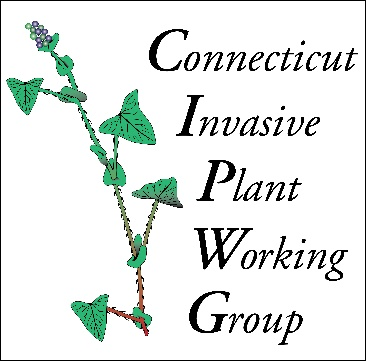 Connecticut
Invasive
Plant
Working
Group